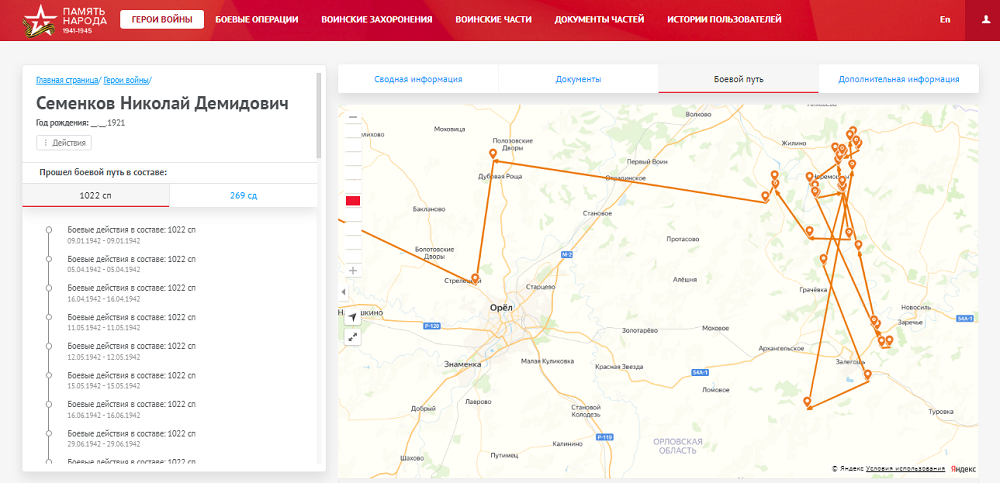 ПАМЯТЬ
НАРОДА
1941-1945
ГЕРОИ ВОЙНЫ
БОЕВЫЕ ОПЕРАЦИИ
ВОИНСКИЕ ЗАХОРОНЕНИЯ
ВОИНСКИЕ ЧАСТИ
ДОКУМЕНТЫ ЧАСТЕЙ
ИСТОРИИ ПОЛЬЗОВАТЕЛЕЙ
En
Главная страница/ Герои войны/
Семенков Николай Демидович
Год рождения: __.__.1921
Действия
Прошел боевой путь в составе:
1022 сп
269 сд
Боевые действия в составе: 1022 сп
09.01.1942 - 09.01.1942
Боевые действия в составе: 1022 сп
05.04.1942 - 05.04.1942
Боевые действия в составе: 1022 сп
16.04.1942 - 16.04.1942
Боевые действия в составе: 1022 сп
11.05.1942 - 11.05.1942
Боевые действия в составе: 1022 сп
12.05.1942 - 12.05.1942
Боевые действия в составе: 1022 сп
15.05.1942 - 15.05.1942
Боевые действия в составе: 1022 сп
16.06.1942 - 16.06.1942
Боевые действия в составе: 1022 сп
29.06.1942 - 29.06.1942
Боевые действия в составе: 1022 сп
Сводная информация
Документы
Боевой путь
Дополнительная информация
Волково
Моховица
Полозовские
Дворы
Жилино
Первый Воин
Дубовая Роща
Баклановo
Становое
Протасово
Болотовские
Дворы
М-2
Алёшня
Старцево
Грачёвка
Орёл
Новосиль
Заречье
54А-1
Р-120
Золотарёво
Моховое
Архангельское
Малая Куликовка
Залегощь
Знаменка
Красная Звезда
54А-1
Ломовое
Лаврово
Добрый
Становой
Колодезь
Туровка
Р-119
Калинино
ОРЛОВСКАЯ
ОБЛАСТЬ
Путимец
Шахово
© Яндекс Условия использования Яндекс